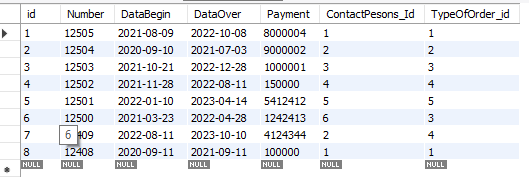 id Number DataBegin DataOver Payment ContactPesons_Id TypeOfOrder_id
1 12505 2021-08-09 2022-10-08 8000004 1 1
2 12504 2020-09-10 2021-07-03 9000002 2 2
3 12503 2021-10-21 2022-12-28 1000001 3 3
4 12502 2021-11-28 2022-08-11 150000 4 4
5 12501 2022-01-10 2023-04-14 5412412 5 5
6 12500 2021-03-23 2022-04-28 1242413 6 3
7 6 409 2022-08-11 2023-10-10 4124344 2 4
8 12408 2020-09-11 2021-09-11 100000 1 1
NULL NULL NULL NULL NULL NULL NULL